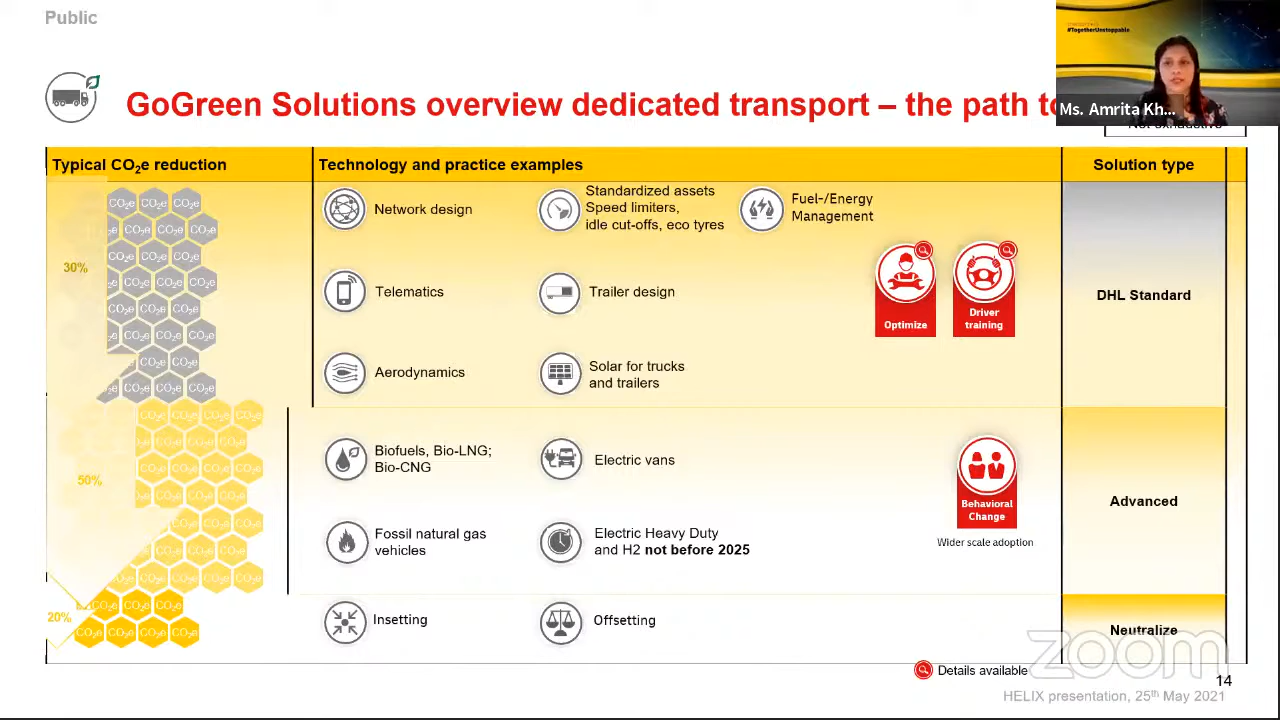 Public
#TogetherUnstoppable
Ms. Amrita Kh...
GoGreen Solutions overview dedicated transport – the path
Typical CO₂e reduction
Technology and practice examples
Solution type
30%
Network design
Standardized assets
Speed limiters,
idle cut-offs, eco tyres
Fuel-/Energy
Management
Telematics
Trailer design
Optimize
Driver
training
DHL Standard
Aerodynamics
Solar for trucks
and trailers
50%
Biofuels, Bio-LNG;
Bio-CNG
Electric vans
Behavioral
Change
Wider scale adoption
Advanced
Fossil natural gas
vehicles
Electric Heavy Duty
and H2 not before 2025
20%
Insetting
Offsetting
Neutralize
CO₂e
Details available
zoom
14
HELIX presentation, 25th May 2021